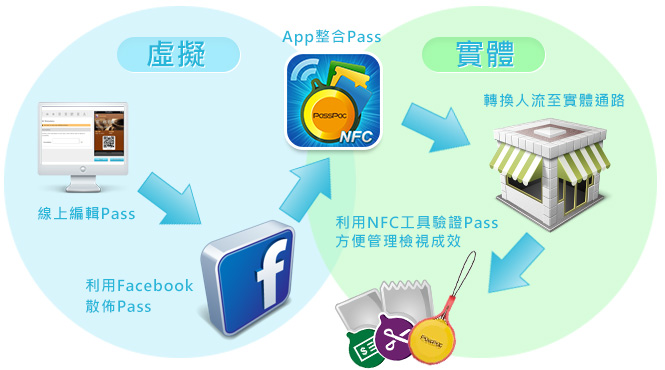 虛擬
App整合Pass
實體
PassPoc
NFC
轉換人流至實體通路
線上編輯Pass
利用Facebook
散佈Pass
f
利用NFC工具驗證Pass
方便管理檢視成效
PassPoc